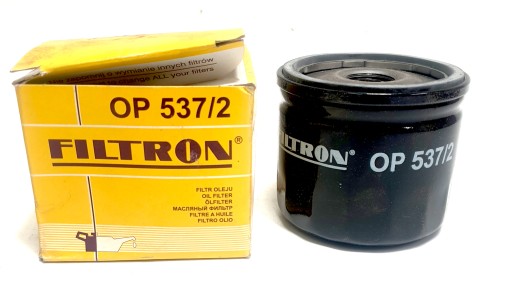 o wymianie innych filtrów
change ALL your filters
OP 537/2
FILTRON®
FILTR OLEJU
OIL FILTER
ÖLFILTER
МАСЛЯНЫЙ ФИЛЬТР
FILTRE A HUILE
FILTRO OLIO
FILTRON® OP 537/2